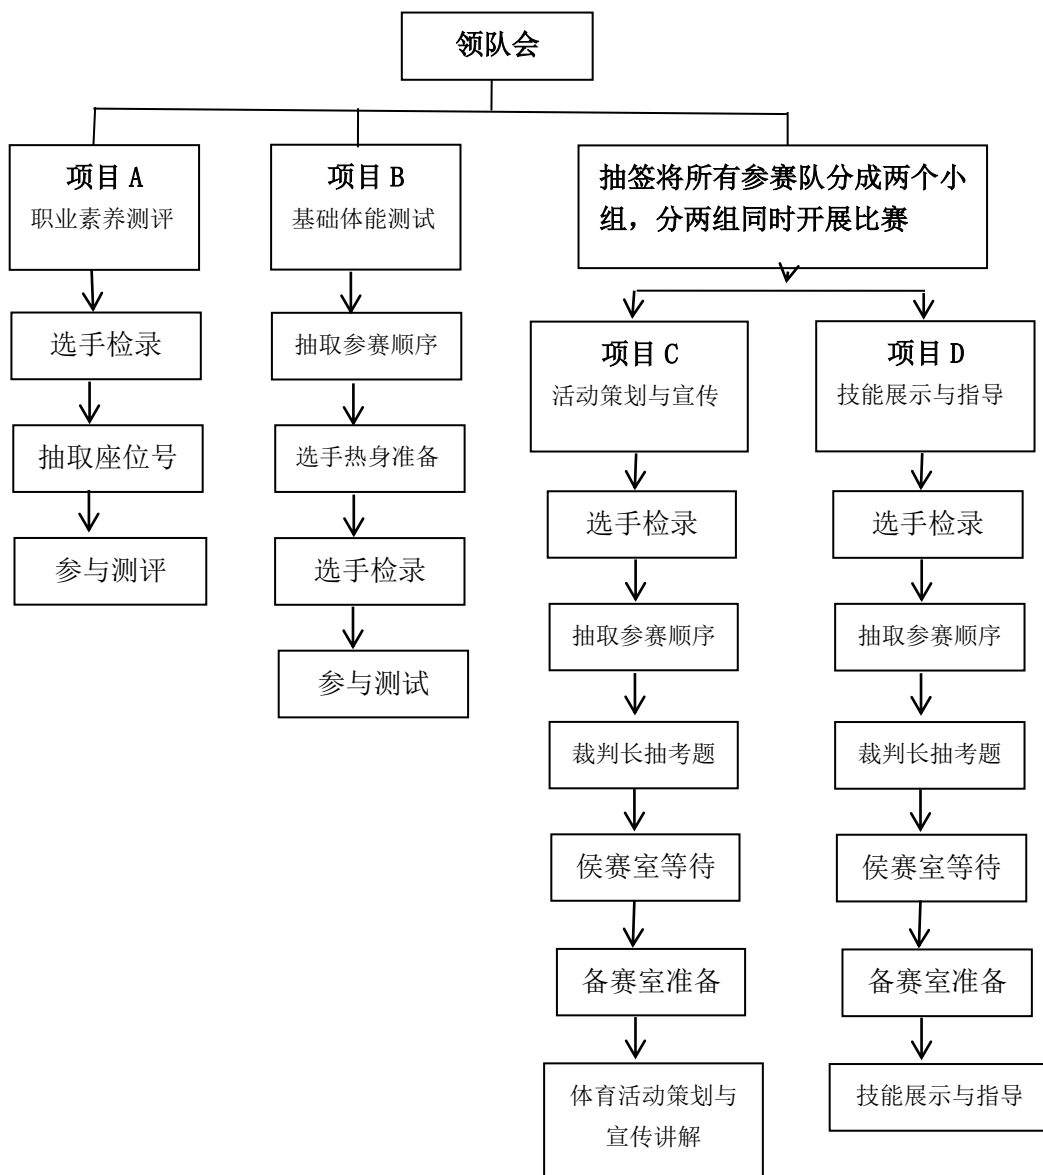 领队会
项目 A
职业素养测评
选手检录
抽取座位号
参与测评
项目 B
基础体能测试
抽取参赛顺序
选手热身准备
选手检录
参与测试
抽签将所有参赛队分成两个小
组，分两组同时开展比赛
项目 C
活动策划与宣传
选手检录
抽取参赛顺序
裁判长抽考题
侯赛室等待
备赛室准备
体育活动策划与
宣传讲解
项目 D
技能展示与指导
选手检录
抽取参赛顺序
裁判长抽考题
侯赛室等待
备赛室准备
技能展示与指导